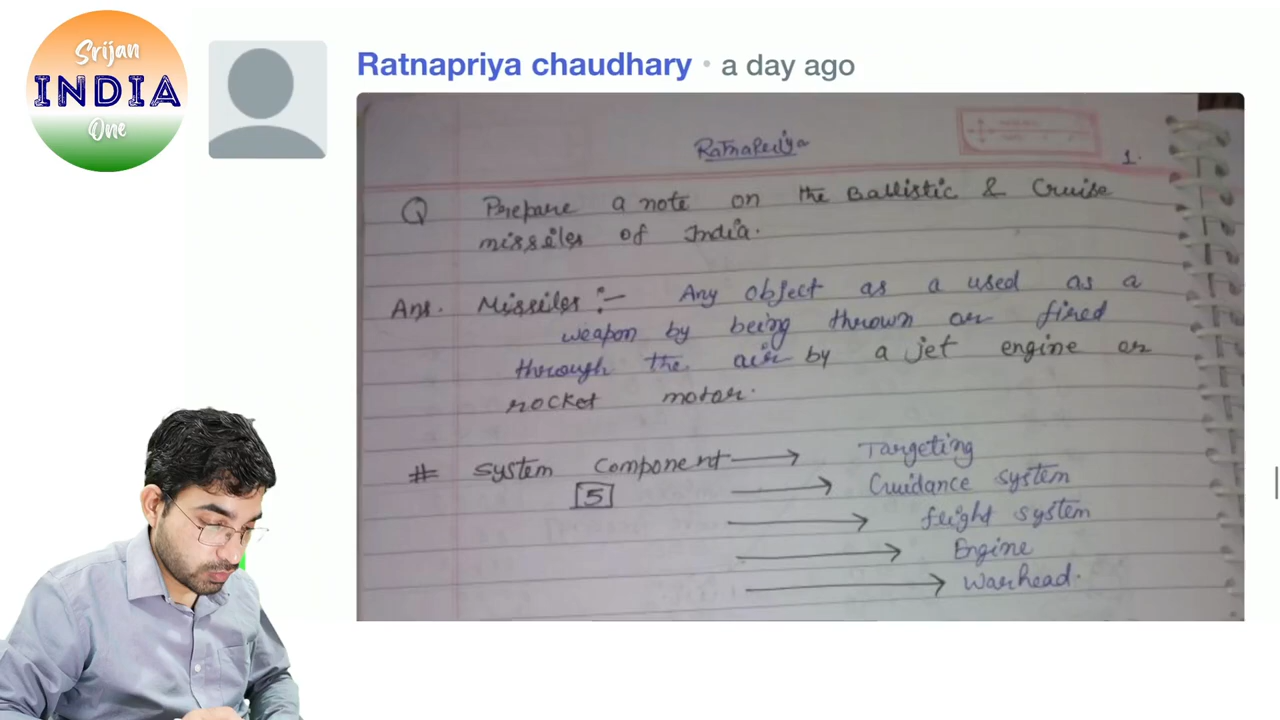 Srijan
INDIA
One
Ratnapriya chaudhary • a day ago
Ratnapriya
1.
Q Prepare a note on the Ballistic & Cruise
missiles of India.
Ans. Missiles :- Any object as a used as a
weapon by being thrown or fired
through the air by a jet engine or
rocket motor.
# System Component → Targeting
5 → Guidance system
→ flight system
→ Engine
→ Warhead.